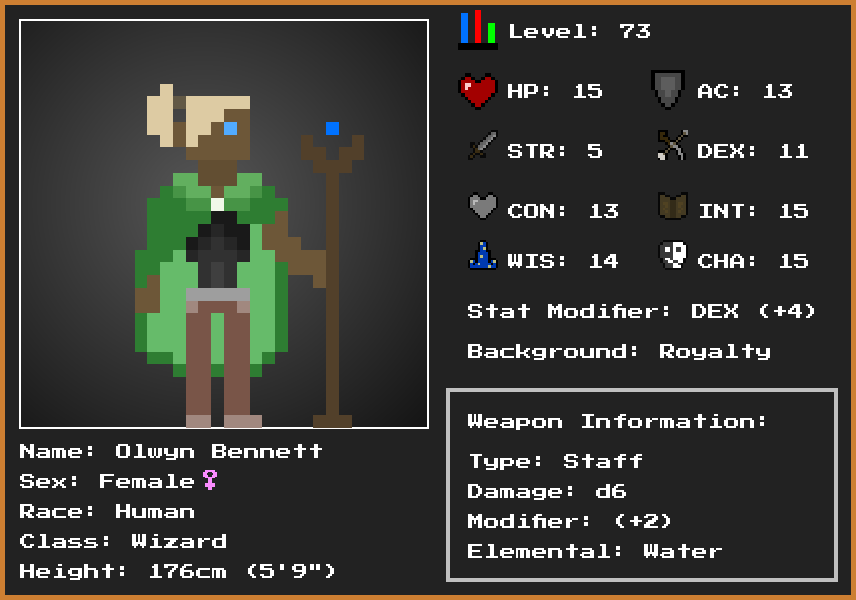 Level: 73
HP: 15 AC: 13
STR: 5 DEX: 11
CON: 13 INT: 15
WIS: 14 CHA: 15
Stat Modifier: DEX (+4)
Background: Royalty
Weapon Information:
Type: Staff
Damage: d6
Modifier: (+2)
Elemental: Water
Name: Olwyn Bennett
Sex: Female♀
Race: Human
Class: Wizard
Height: 176cm (5'9")